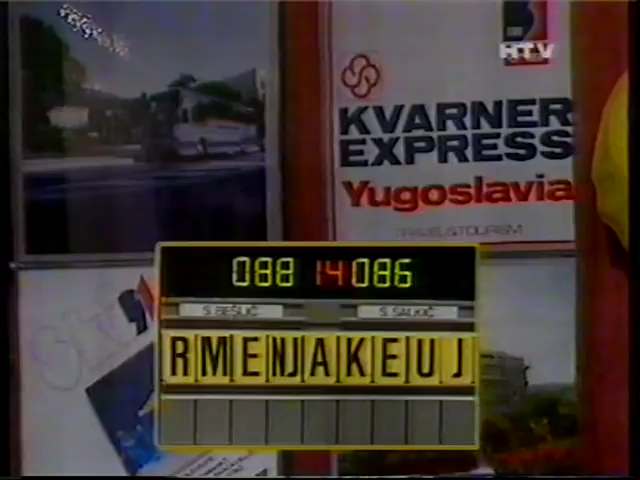 HTV
KVARNER
EXPRESS
Yugoslavia
TRAVEL & TOURISM
088 14 086
S. BEŠLIĆ
S. SALKIĆ
R M E NJ A K E U J